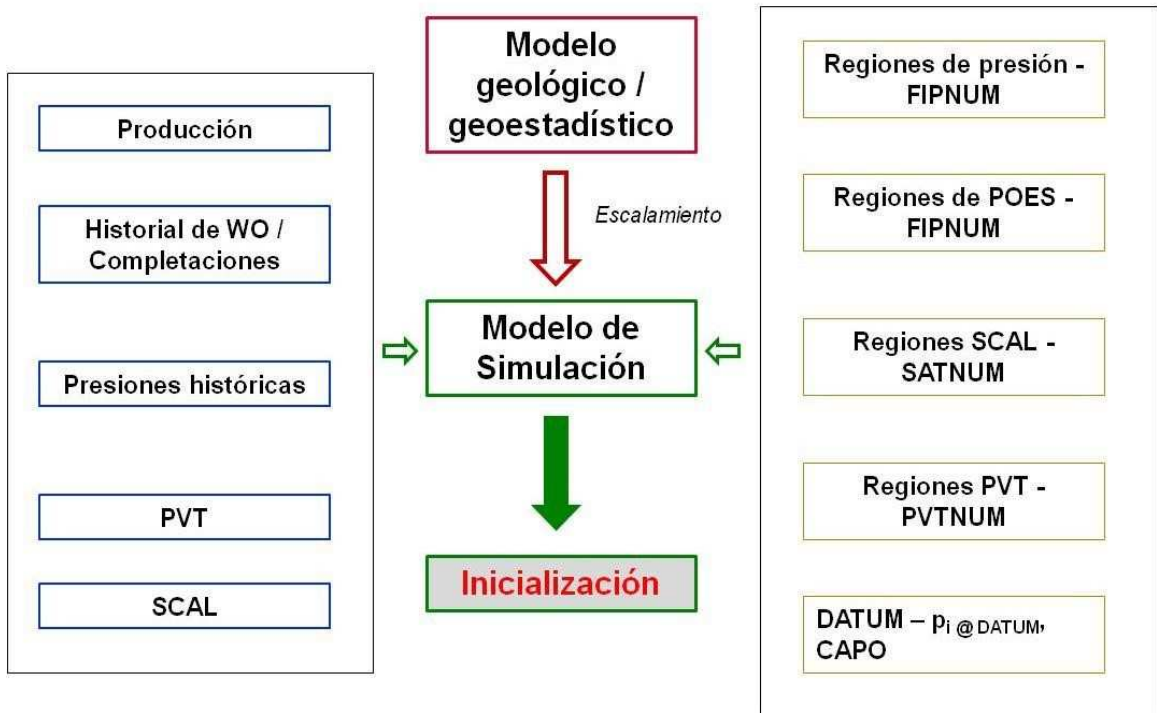 Producción
Historial de WO /
Completaciones
Presiones históricas
PVT
SCAL
Modelo
geológico /
geoestadístico
Escalamiento
Modelo de
Simulación
Inicialización
Regiones de presión -
FIPNUM
Regiones de POES -
FIPNUM
Regiones SCAL -
SATNUM
Regiones PVT -
PVTNUM
DATUM – pi @ DATUM,
CAPO